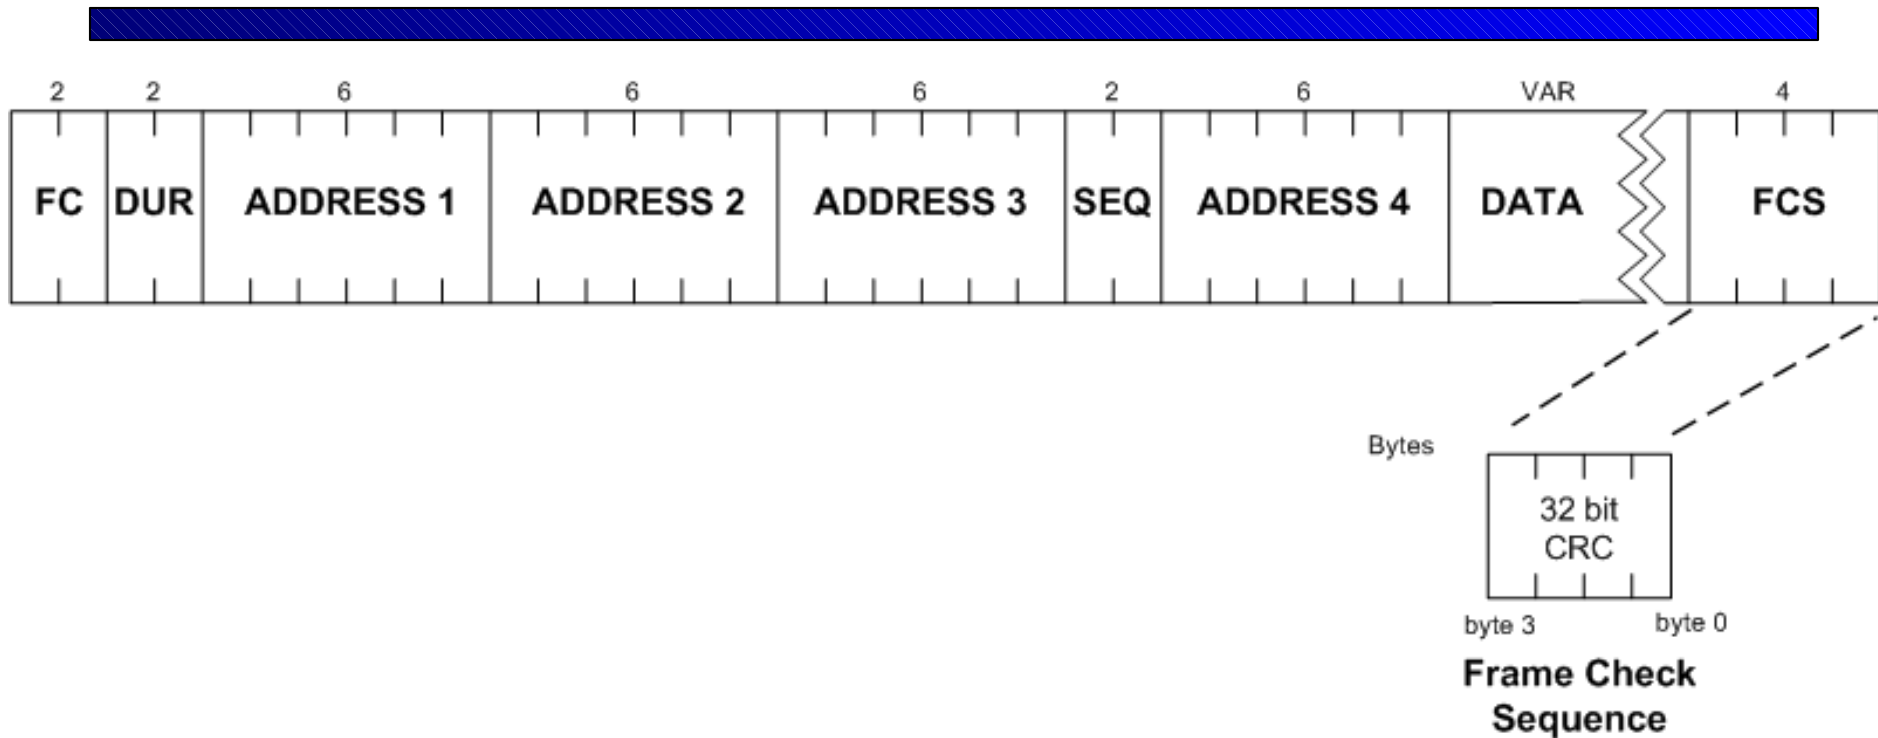 2 2 6 6 6 2 6 VAR 4
FC DUR ADDRESS 1 ADDRESS 2 ADDRESS 3 SEQ ADDRESS 4 DATA FCS
Bytes
32 bit
CRC
byte 3 byte 0
Frame Check
Sequence